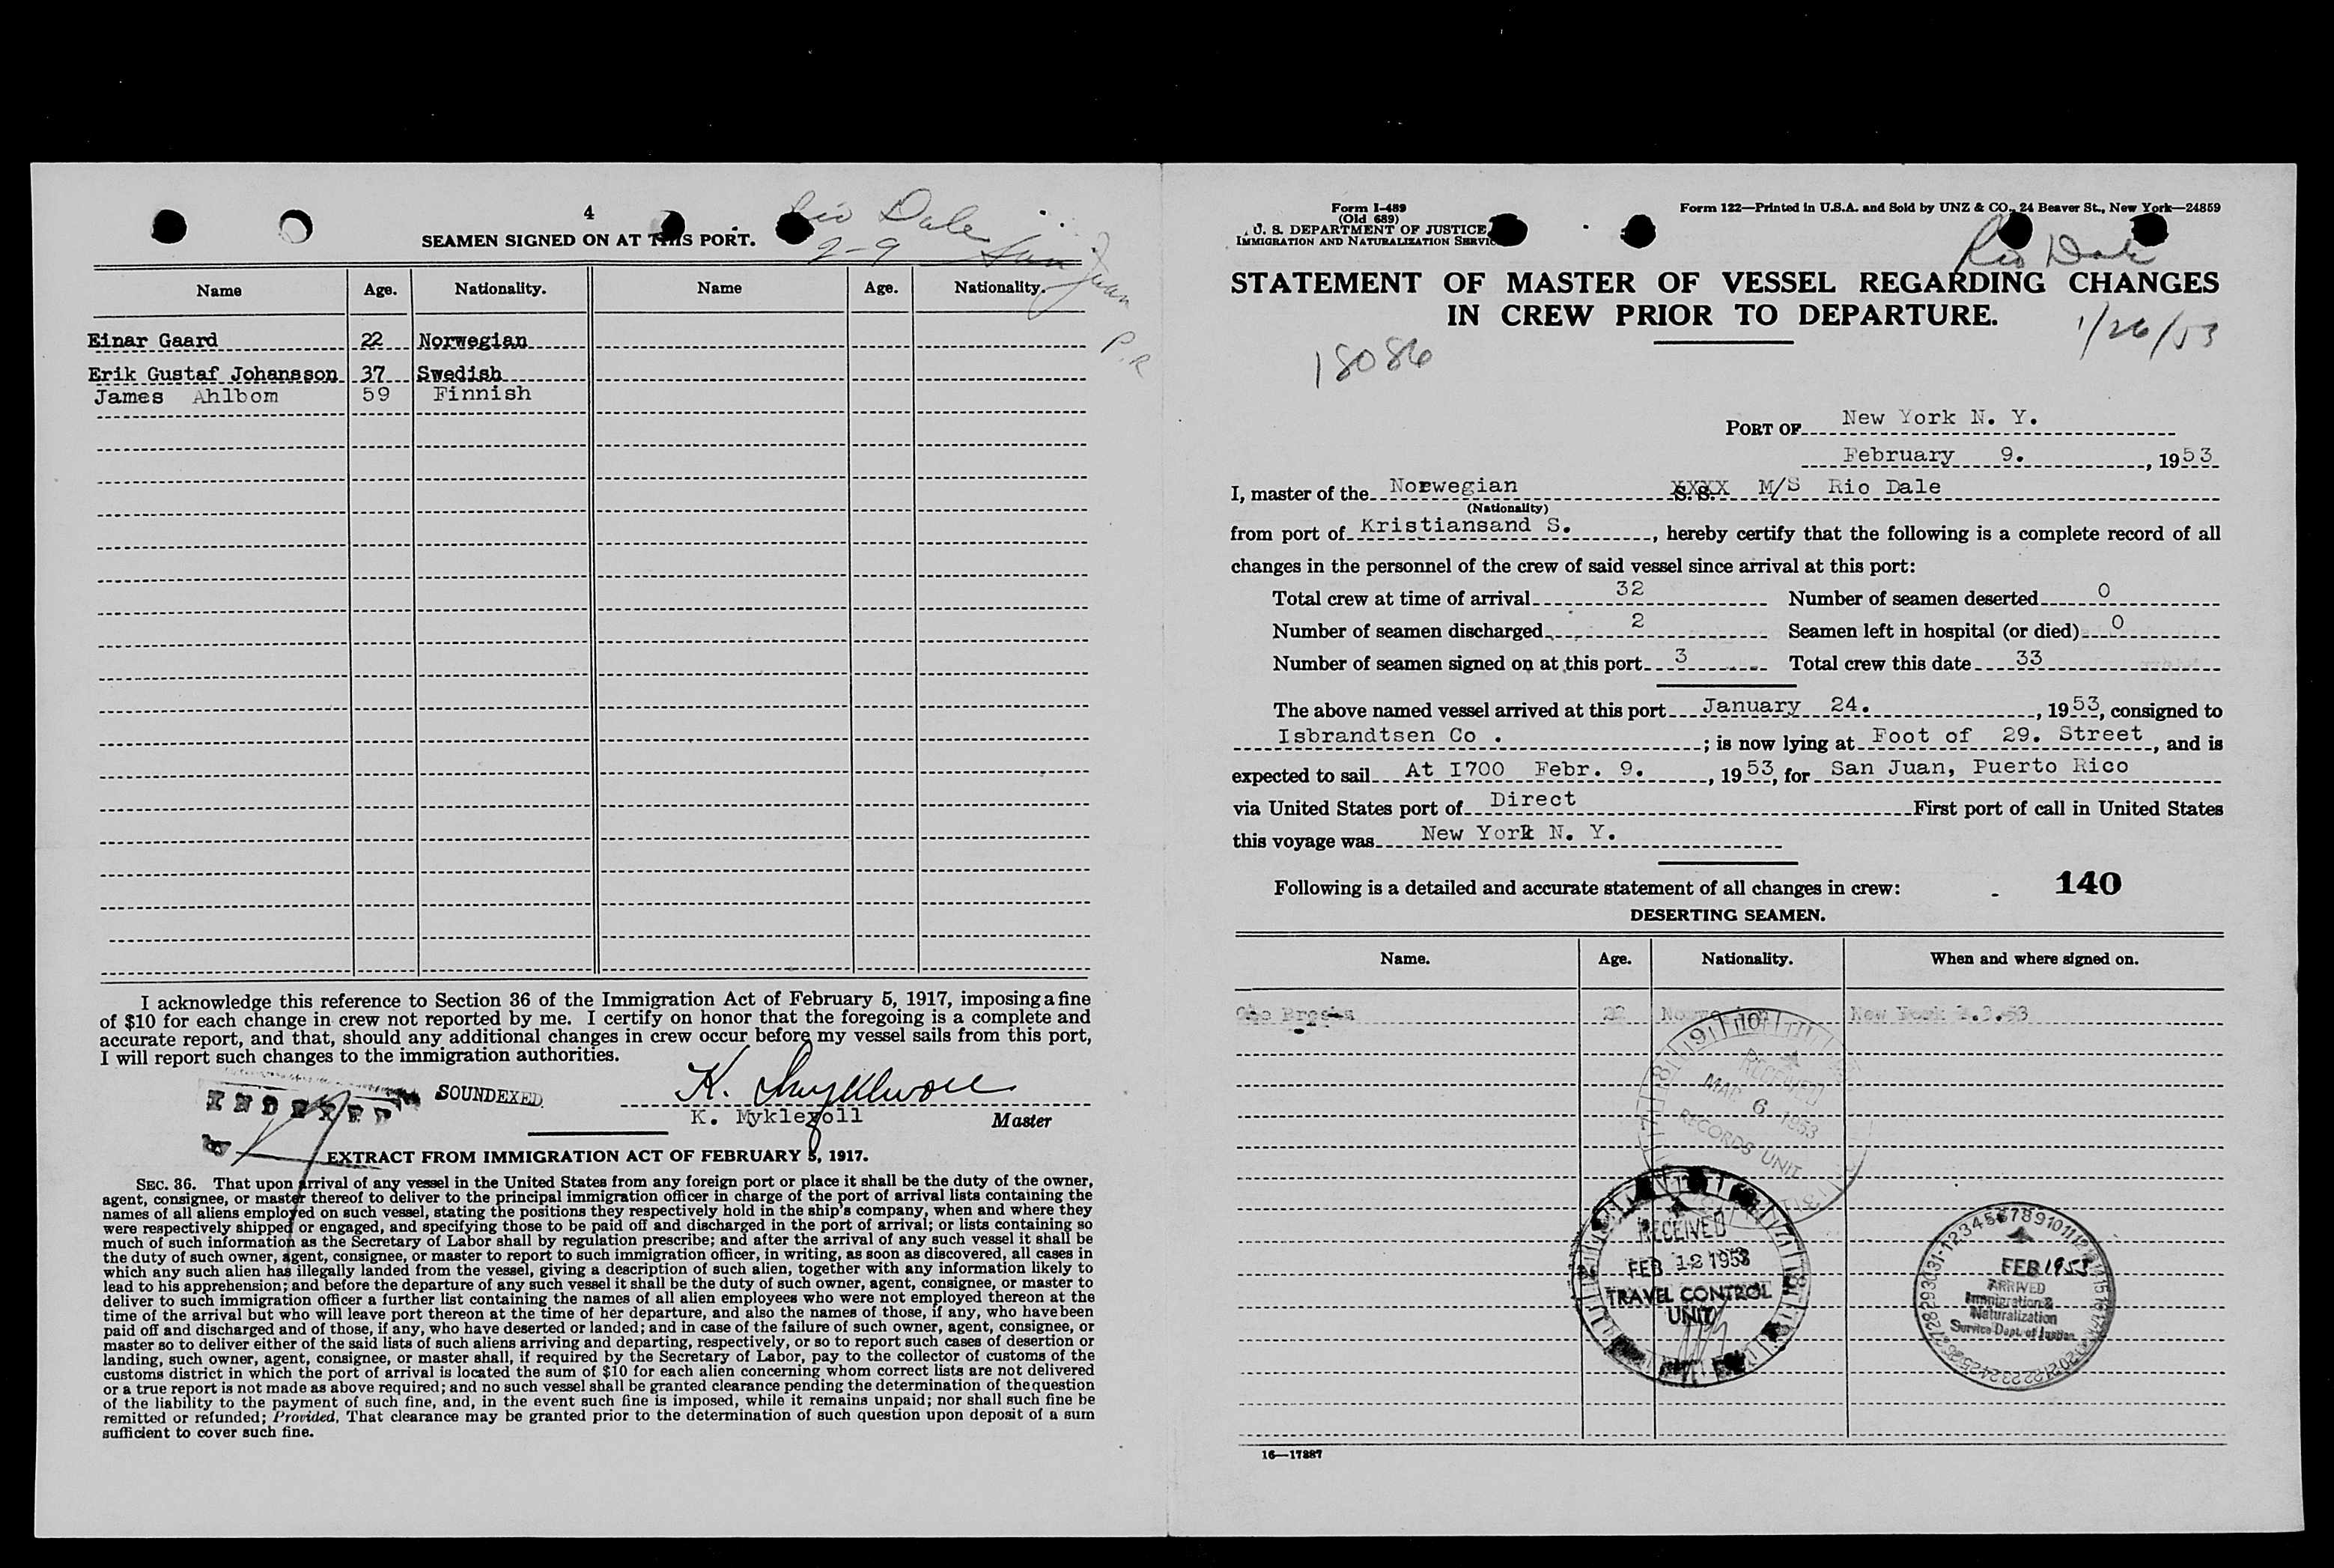 4
Rio Dale
2-9 San Juan
P.R
SEAMEN SIGNED ON AT THIS PORT.
Name Age. Nationality. Name Age. Nationality.
Einar Gaard 22 Norwegian
Erik Gustaf Johansson 37 Swedish
James Ahlbom 59 Finnish
I acknowledge this reference to Section 36 of the Immigration Act of February 5, 1917, imposing a fine
of $10 for each change in crew not reported by me. I certify on honor that the foregoing is a complete and
accurate report, and that, should any additional changes in crew occur before my vessel sails from this port,
I will report such changes to the immigration authorities.
INDEXED SOUNDEXED
K. Myklevoll
K. Myklevoll Master
EXTRACT FROM IMMIGRATION ACT OF FEBRUARY 5, 1917.
SEC. 36. That upon arrival of any vessel in the United States from any foreign port or place it shall be the duty of the owner,
agent, consignee, or master thereof to deliver to the principal immigration officer in charge of the port of arrival lists containing the
names of all aliens employed on such vessel, stating the positions they respectively hold in the ship's company, when and where they
were respectively shipped or engaged, and specifying those to be paid off and discharged in the port of arrival; or lists containing so
much of such information as the Secretary of Labor shall by regulation prescribe; and after the arrival of any such vessel it shall be
the duty of such owner, agent, consignee, or master to report to such immigration officer, in writing, as soon as discovered, all cases in
which any such alien has illegally landed from the vessel, giving a description of such alien, together with any information likely to
lead to his apprehension; and before the departure of any such vessel it shall be the duty of such owner, agent, consignee, or master to
deliver to such immigration officer a further list containing the names of all alien employees who were not employed thereon at the
time of the arrival but who will leave port thereon at the time of her departure, and also the names of those, if any, who have been
paid off and discharged and of those, if any, who have deserted or landed; and in case of the failure of such owner, agent, consignee, or
master so to deliver either of the said lists of such aliens arriving and departing, respectively, or so to report such cases of desertion or
landing, such owner, agent, consignee, or master shall, if required by the Secretary of Labor, pay to the collector of customs of the
customs district in which the port of arrival is located the sum of $10 for each alien concerning whom correct lists are not delivered
or a true report is not made as above required; and no such vessel shall be granted clearance pending the determination of the question
of the liability to the payment of such fine, and, in the event such fine is imposed, while it remains unpaid; nor shall such fine be
remitted or refunded; Provided, That clearance may be granted prior to the determination of such question upon deposit of a sum
sufficient to cover such fine.
Form I-489
(Old 689)
U. S. DEPARTMENT OF JUSTICE
IMMIGRATION AND NATURALIZATION SERVICE
Form 122—Printed in U.S.A. and Sold by UNZ & CO., 24 Beaver St., New York—24859
Rio Dale
STATEMENT OF MASTER OF VESSEL REGARDING CHANGES
IN CREW PRIOR TO DEPARTURE.
1/26/53
18086
PORT OF New York N. Y.
February 9. , 1953
I, master of the Norwegian S.S. XXXX M/S Rio Dale
(Nationality)
from port of Kristiansand S. , hereby certify that the following is a complete record of all
changes in the personnel of the crew of said vessel since arrival at this port:
Total crew at time of arrival 32 Number of seamen deserted 0
Number of seamen discharged 2 Seamen left in hospital (or died) 0
Number of seamen signed on at this port 3 Total crew this date 33
The above named vessel arrived at this port January 24. , 1953, consigned to
Isbrandtsen Co . ; is now lying at Foot of 29. Street , and is
expected to sail At I700 Febr. 9. , 1953, for San Juan, Puerto Rico
via United States port of Direct First port of call in United States
this voyage was New York N. Y.
Following is a detailed and accurate statement of all changes in crew: 140
DESERTING SEAMEN.
Name. Age. Nationality. When and where signed on.
22 New York
9 10 11
RECEIVED
MAR 6 1953
RECORDS UNIT
RECEIVED
FEB 12 1953
TRAVEL CONTROL
UNIT
FEB 1953
ARRIVED
Immigration &
Naturalization
Service Dept. of Justice
16—17887